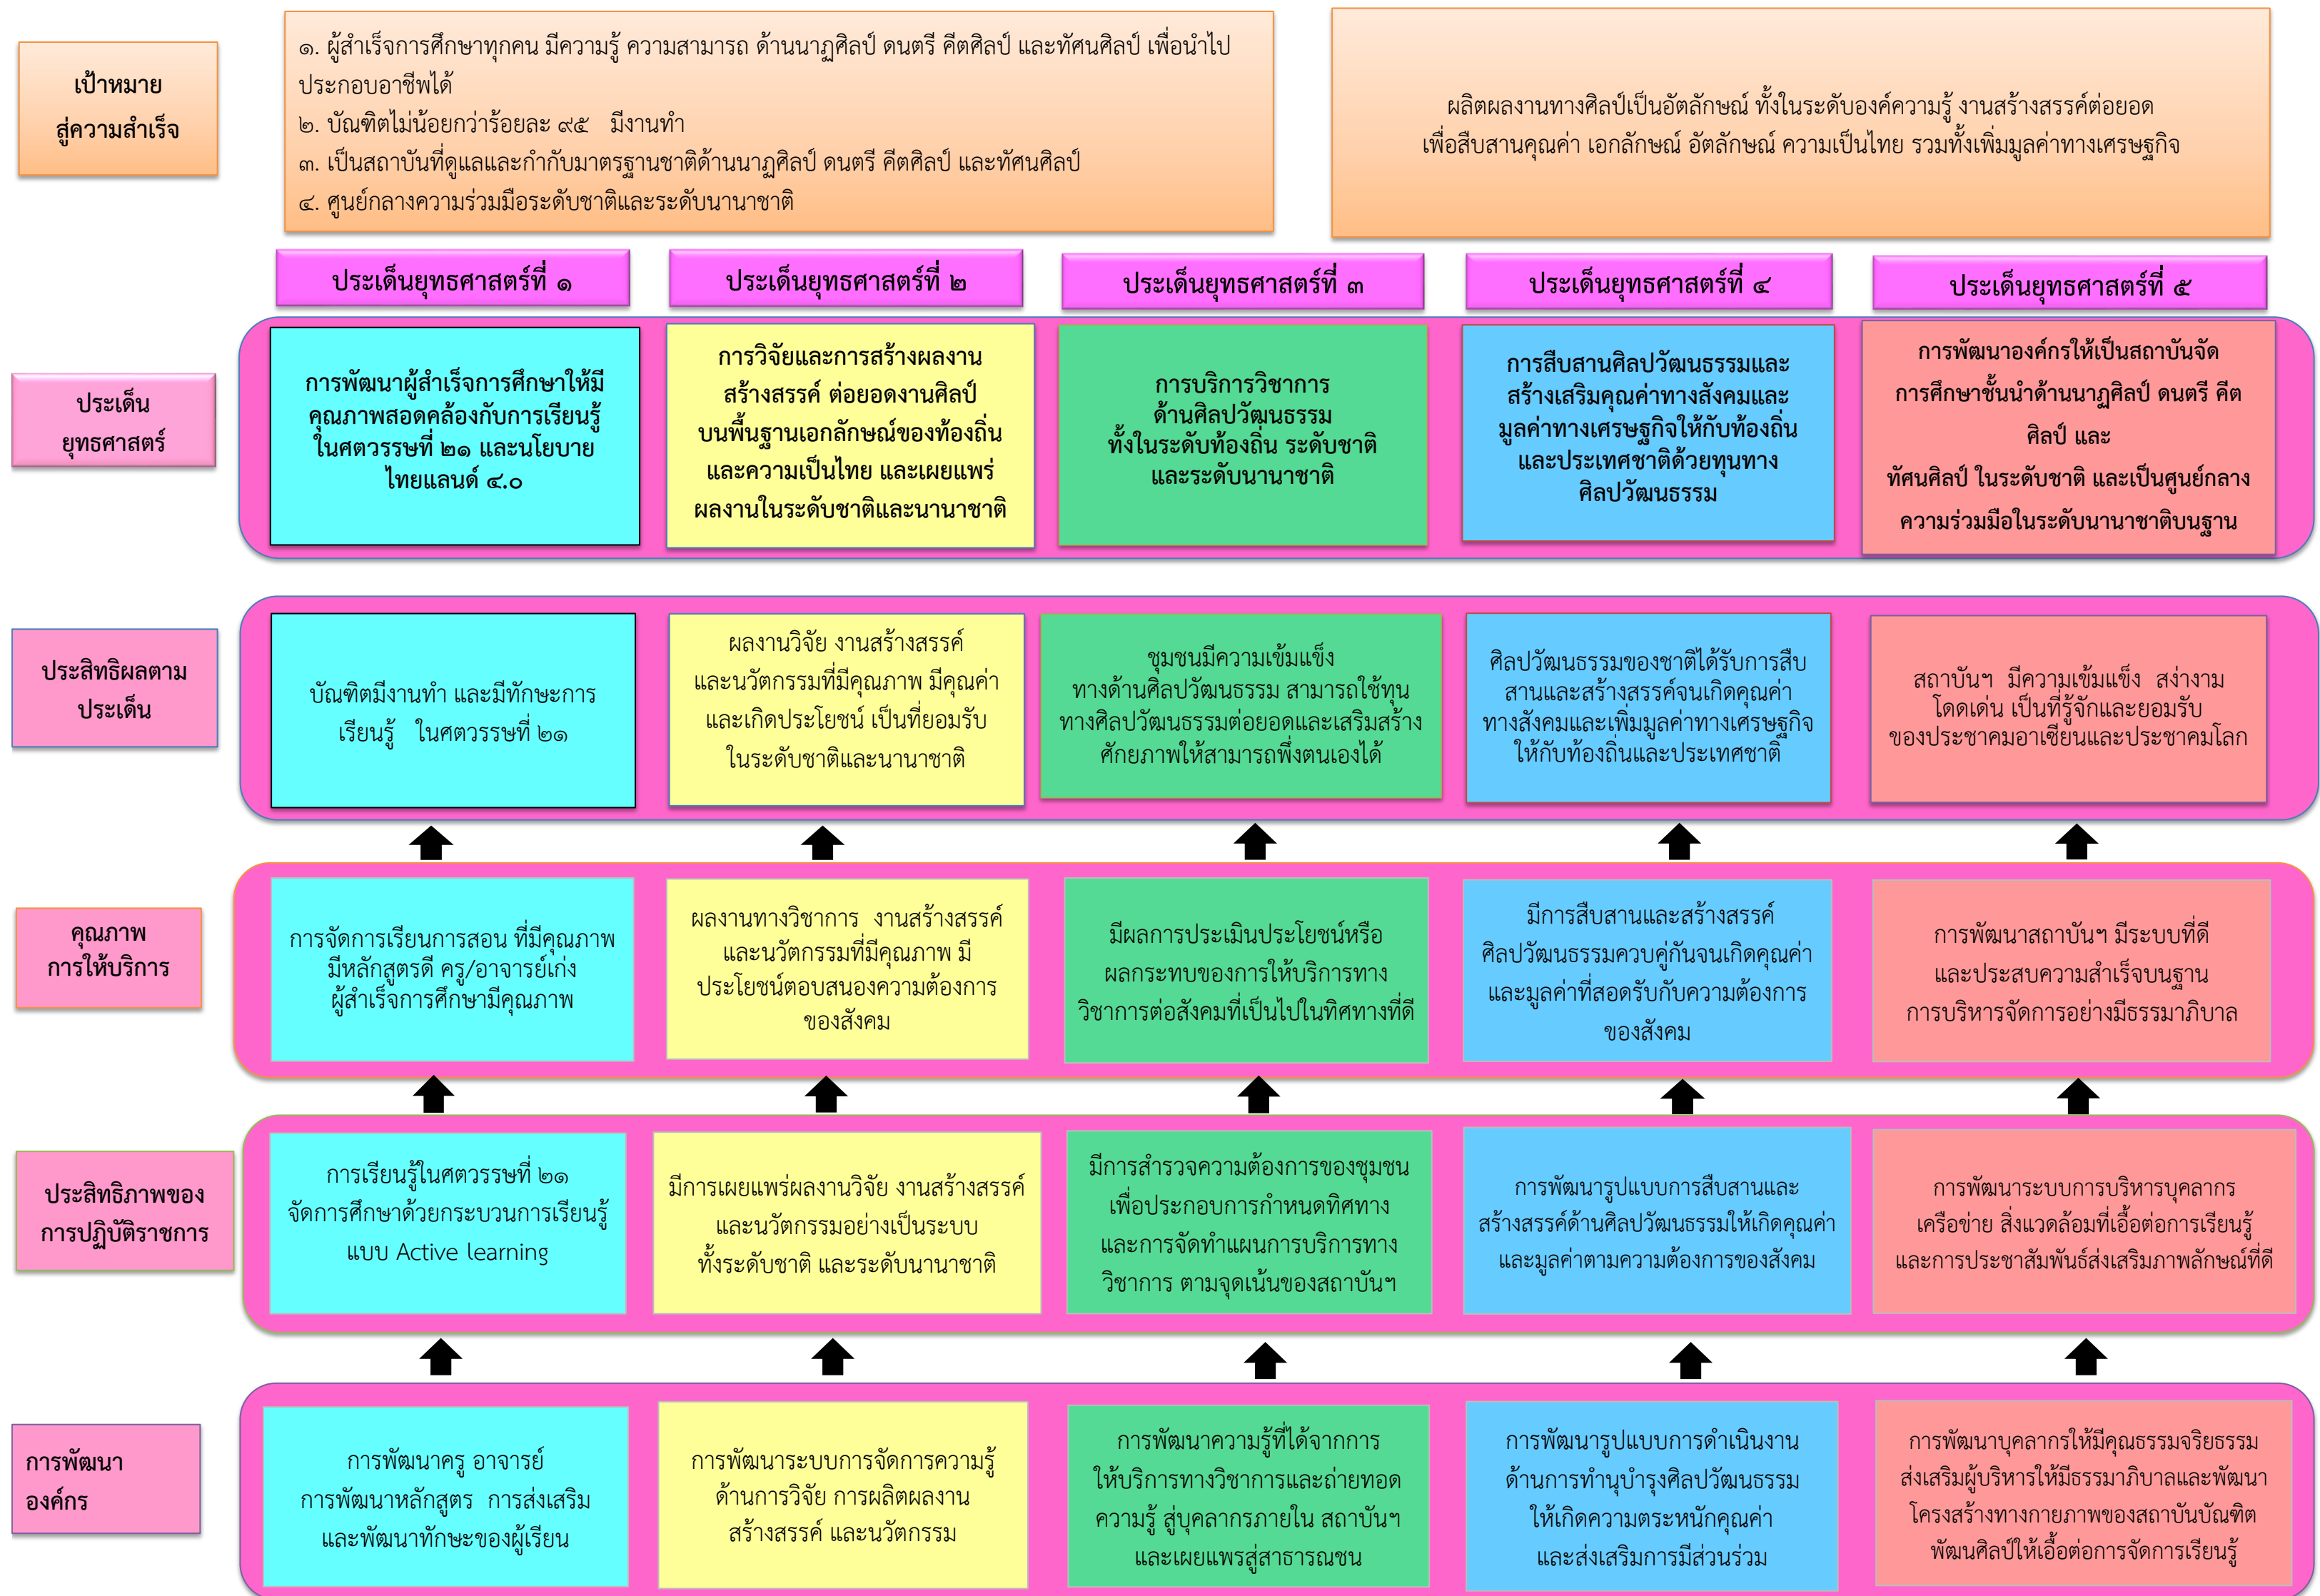 เป้าหมาย
สู่ความสำเร็จ
๑. ผู้สำเร็จการศึกษาทุกคน มีความรู้ ความสามารถ ด้านนาฏศิลป์ ดนตรี คีตศิลป์ และทัศนศิลป์ เพื่อนำไป
ประกอบอาชีพได้
๒. บัณฑิตไม่น้อยกว่าร้อยละ ๙๕ มีงานทำ
๓. เป็นสถาบันที่ดูแลและกำกับมาตรฐานชาติด้านนาฏศิลป์ ดนตรี คีตศิลป์ และทัศนศิลป์
๔. ศูนย์กลางความร่วมมือระดับชาติและระดับนานาชาติ
ผลิตผลงานทางศิลป์เป็นอัตลักษณ์ ทั้งในระดับองค์ความรู้ งานสร้างสรรค์ต่อยอด
เพื่อสืบสานคุณค่า เอกลักษณ์ อัตลักษณ์ ความเป็นไทย รวมทั้งเพิ่มมูลค่าทางเศรษฐกิจ
ประเด็นยุทธศาสตร์ที่ ๑
ประเด็นยุทธศาสตร์ที่ ๒
ประเด็นยุทธศาสตร์ที่ ๓
ประเด็นยุทธศาสตร์ที่ ๔
ประเด็นยุทธศาสตร์ที่ ๕
ประเด็น
ยุทธศาสตร์
การพัฒนาผู้สำเร็จการศึกษาให้มี
คุณภาพสอดคล้องกับการเรียนรู้
ในศตวรรษที่ ๒๑ และนโยบาย
ไทยแลนด์ ๔.๐
การวิจัยและการสร้างผลงาน
สร้างสรรค์ ต่อยอดงานศิลป์
บนพื้นฐานเอกลักษณ์ของท้องถิ่น
และความเป็นไทย และเผยแพร่
ผลงานในระดับชาติและนานาชาติ
การบริการวิชาการ
ด้านศิลปวัฒนธรรม
ทั้งในระดับท้องถิ่น ระดับชาติ
และระดับนานาชาติ
การสืบสานศิลปวัฒนธรรมและ
สร้างเสริมคุณค่าทางสังคมและ
มูลค่าทางเศรษฐกิจให้กับท้องถิ่น
และประเทศชาติด้วยทุนทาง
ศิลปวัฒนธรรม
การพัฒนาองค์กรให้เป็นสถาบันจัด
การศึกษาชั้นนำด้านนาฏศิลป์ ดนตรี คีต
ศิลป์ และ
ทัศนศิลป์ ในระดับชาติ และเป็นศูนย์กลาง
ความร่วมมือในระดับนานาชาติบนฐาน
ประสิทธิผลตาม
ประเด็น
บัณฑิตมีงานทำ และมีทักษะการ
เรียนรู้ ในศตวรรษที่ ๒๑
ผลงานวิจัย งานสร้างสรรค์
และนวัตกรรมที่มีคุณภาพ มีคุณค่า
และเกิดประโยชน์ เป็นที่ยอมรับ
ในระดับชาติและนานาชาติ
ชุมชนมีความเข้มแข็ง
ทางด้านศิลปวัฒนธรรม สามารถใช้ทุน
ทางศิลปวัฒนธรรมต่อยอดและเสริมสร้าง
ศักยภาพให้สามารถพึ่งตนเองได้
ศิลปวัฒนธรรมของชาติได้รับการสืบ
สานและสร้างสรรค์จนเกิดคุณค่า
ทางสังคมและเพิ่มมูลค่าทางเศรษฐกิจ
ให้กับท้องถิ่นและประเทศชาติ
สถาบันฯ มีความเข้มแข็ง สง่างาม
โดดเด่น เป็นที่รู้จักและยอมรับ
ของประชาคมอาเซียนและประชาคมโลก
คุณภาพ
การให้บริการ
การจัดการเรียนการสอน ที่มีคุณภาพ
มีหลักสูตรดี ครู/อาจารย์เก่ง
ผู้สำเร็จการศึกษามีคุณภาพ
ผลงานทางวิชาการ งานสร้างสรรค์
และนวัตกรรมที่มีคุณภาพ มี
ประโยชน์ตอบสนองความต้องการ
ของสังคม
มีผลการประเมินประโยชน์หรือ
ผลกระทบของการให้บริการทาง
วิชาการต่อสังคมที่เป็นไปในทิศทางที่ดี
มีการสืบสานและสร้างสรรค์
ศิลปวัฒนธรรมควบคู่กันจนเกิดคุณค่า
และมูลค่าที่สอดรับกับความต้องการ
ของสังคม
การพัฒนาสถาบันฯ มีระบบที่ดี
และประสบความสำเร็จบนฐาน
การบริหารจัดการอย่างมีธรรมาภิบาล
ประสิทธิภาพของ
การปฏิบัติราชการ
การเรียนรู้ในศตวรรษที่ ๒๑
จัดการศึกษาด้วยกระบวนการเรียนรู้
แบบ Active learning
มีการเผยแพร่ผลงานวิจัย งานสร้างสรรค์
และนวัตกรรมอย่างเป็นระบบ
ทั้งระดับชาติ และระดับนานาชาติ
มีการสำรวจความต้องการของชุมชน
เพื่อประกอบการกำหนดทิศทาง
และการจัดทำแผนการบริการทาง
วิชาการ ตามจุดเน้นของสถาบันฯ
การพัฒนารูปแบบการสืบสานและ
สร้างสรรค์ด้านศิลปวัฒนธรรมให้เกิดคุณค่า
และมูลค่าตามความต้องการของสังคม
การพัฒนาระบบการบริหารบุคลากร
เครือข่าย สิ่งแวดล้อมที่เอื้อต่อการเรียนรู้
และการประชาสัมพันธ์ส่งเสริมภาพลักษณ์ที่ดี
การพัฒนา
องค์กร
การพัฒนาครู อาจารย์
การพัฒนาหลักสูตร การส่งเสริม
และพัฒนาทักษะของผู้เรียน
การพัฒนาระบบการจัดการความรู้
ด้านการวิจัย การผลิตผลงาน
สร้างสรรค์ และนวัตกรรม
การพัฒนาความรู้ที่ได้จากการ
ให้บริการทางวิชาการและถ่ายทอด
ความรู้ สู่บุคลากรภายใน สถาบันฯ
และเผยแพรสู่สาธารณชน
การพัฒนารูปแบบการดำเนินงาน
ด้านการทำนุบำรุงศิลปวัฒนธรรม
ให้เกิดความตระหนักคุณค่า
และส่งเสริมการมีส่วนร่วม
การพัฒนาบุคลากรให้มีคุณธรรมจริยธรรม
ส่งเสริมผู้บริหารให้มีธรรมาภิบาลและพัฒนา
โครงสร้างทางกายภาพของสถาบันบัณฑิต
พัฒนศิลป์ให้เอื้อต่อการจัดการเรียนรู้